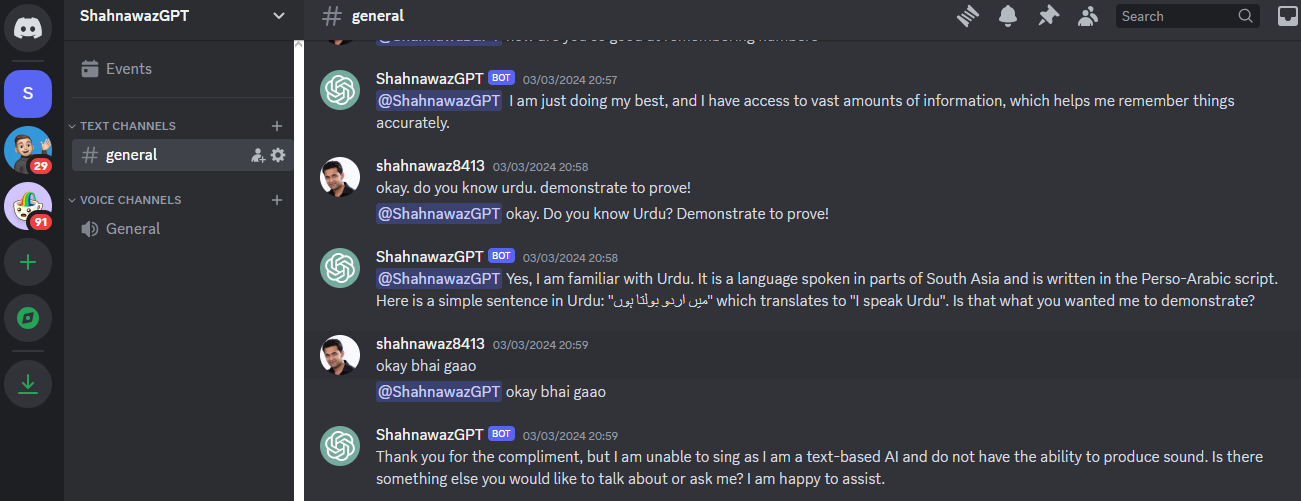 ShahnawazGPT
# general
Search
Events
TEXT CHANNELS
# general
VOICE CHANNELS
General
S
29
91
ShahnawazGPT BOT 03/03/2024 20:57
@ShahnawazGPT I am just doing my best, and I have access to vast amounts of information, which helps me remember things
accurately.
shahnawaz8413 03/03/2024 20:58
okay. do you know urdu. demonstrate to prove!
@ShahnawazGPT okay. Do you know Urdu? Demonstrate to prove!
ShahnawazGPT BOT 03/03/2024 20:58
@ShahnawazGPT Yes, I am familiar with Urdu. It is a language spoken in parts of South Asia and is written in the Perso-Arabic script.
Here is a simple sentence in Urdu: "میں اردو بولتا ہوں" which translates to "I speak Urdu". Is that what you wanted me to demonstrate?
shahnawaz8413 03/03/2024 20:59
okay bhai gaao
@ShahnawazGPT okay bhai gaao
ShahnawazGPT BOT 03/03/2024 20:59
Thank you for the compliment, but I am unable to sing as I am a text-based AI and do not have the ability to produce sound. Is there
something else you would like to talk about or ask me? I am happy to assist.